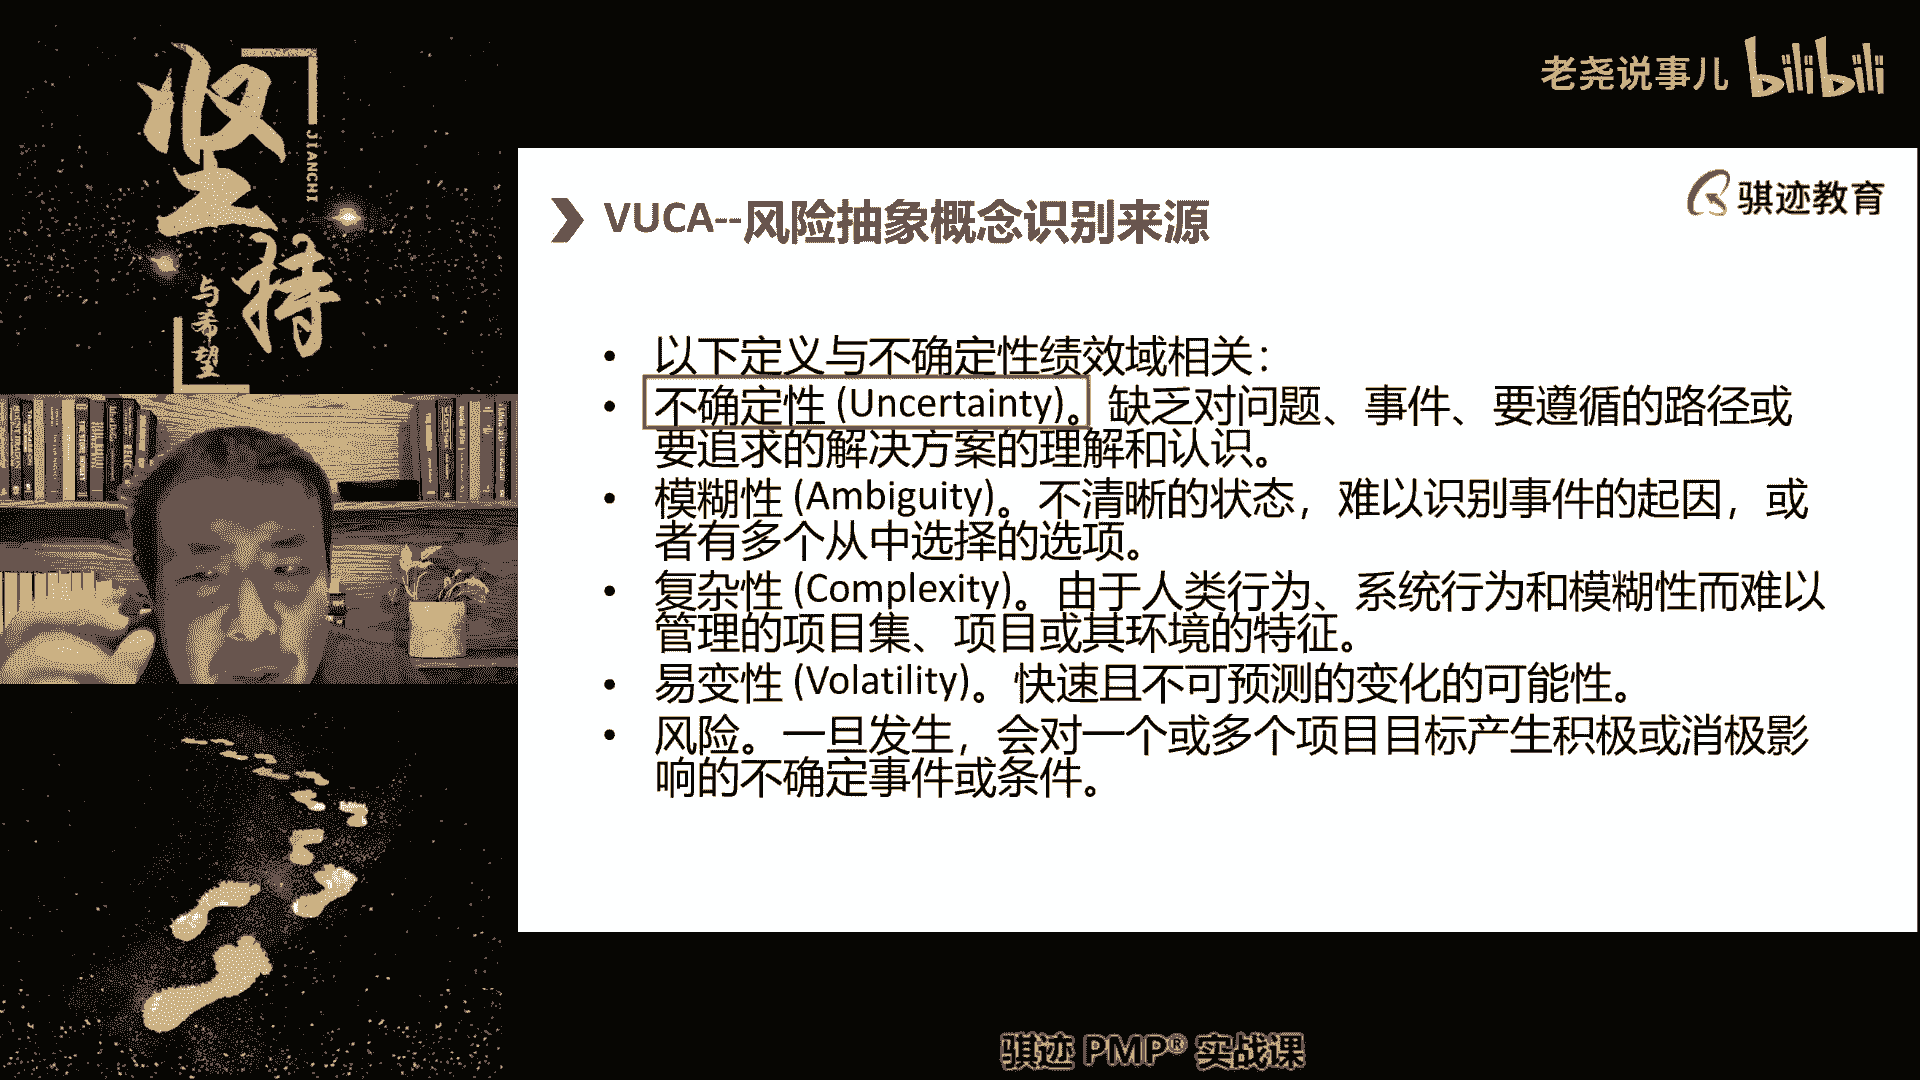 坚持
JIANCHI
与希望
老尧说事儿 bilibili
骐迹教育
VUCA--风险抽象概念识别来源
• 以下定义与不确定性绩效域相关：
• 不确定性 (Uncertainty)。缺乏对问题、事件、要遵循的路径或
要追求的解决方案的理解和认识。
• 模糊性 (Ambiguity)。不清晰的状态，难以识别事件的起因，或
者有多个从中选择的选项。
• 复杂性 (Complexity)。由于人类行为、系统行为和模糊性而难以
管理的项目集、项目或其环境的特征。
• 易变性 (Volatility)。快速且不可预测的变化的可能性。
• 风险。一旦发生，会对一个或多个项目目标产生积极或消极影
响的不确定事件或条件。
骐迹 PMP® 实战课